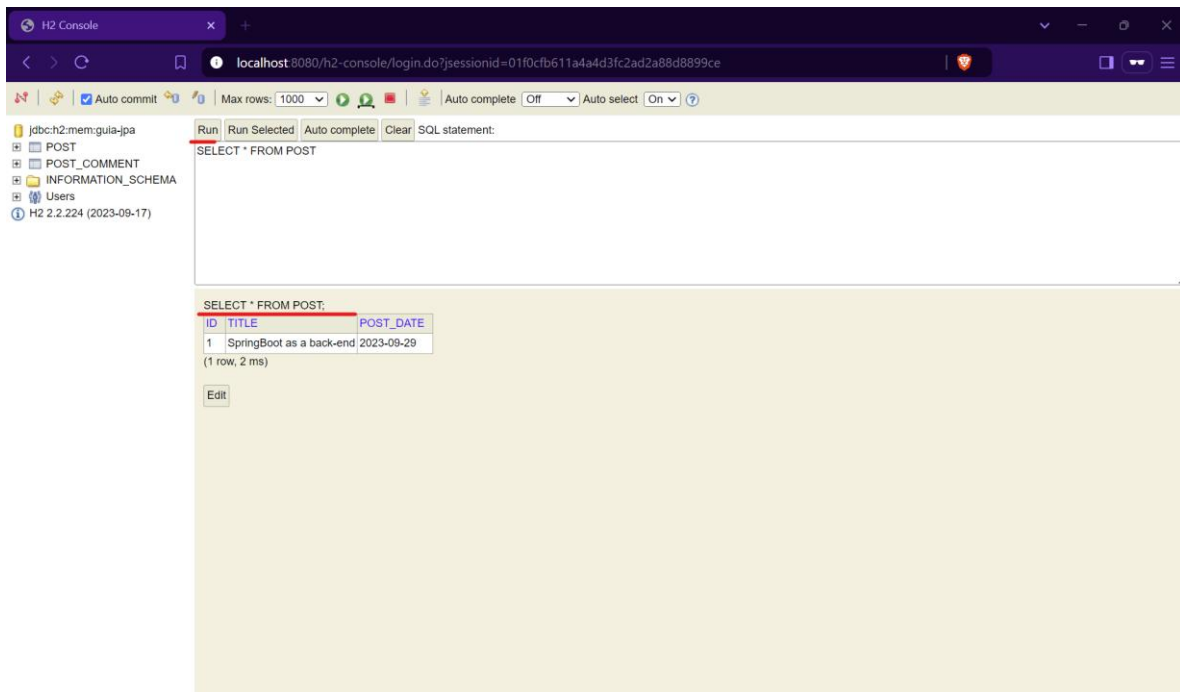 H2 Console
localhost:8080/h2-console/login.do?jsessionid=01f0cfb611a4a4d3fc2ad2a88d8899ce
Auto commit
Max rows: 1000
Auto complete Off
Auto select On
jdbc:h2:mem:guia-jpa
POST
POST_COMMENT
INFORMATION_SCHEMA
Users
H2 2.2.224 (2023-09-17)
Run Run Selected Auto complete Clear SQL statement:
SELECT * FROM POST
SELECT * FROM POST;
ID TITLE POST_DATE
1 SpringBoot as a back-end 2023-09-29
(1 row, 2 ms)
Edit